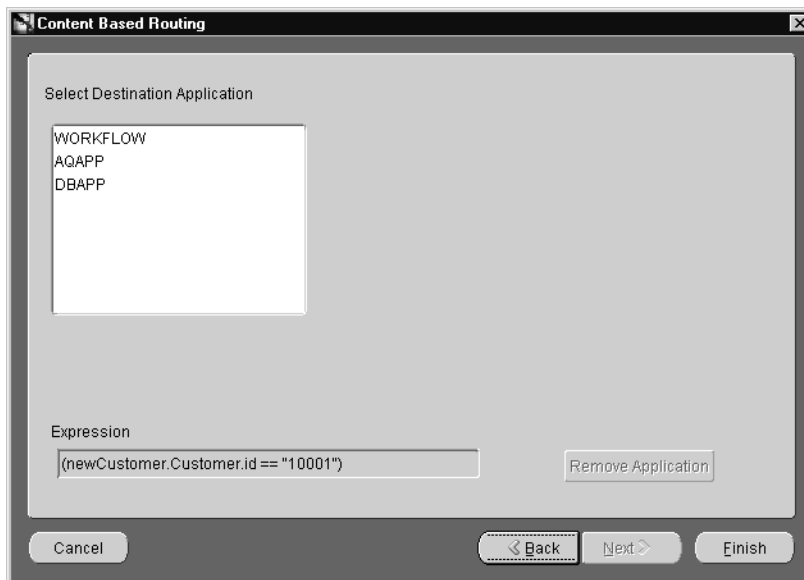 Content Based Routing
Select Destination Application
WORKFLOW
AQAPP
DBAPP
Expression
(newCustomer.Customer.id == "10001")
Remove Application
Cancel
Back
Next
Finish